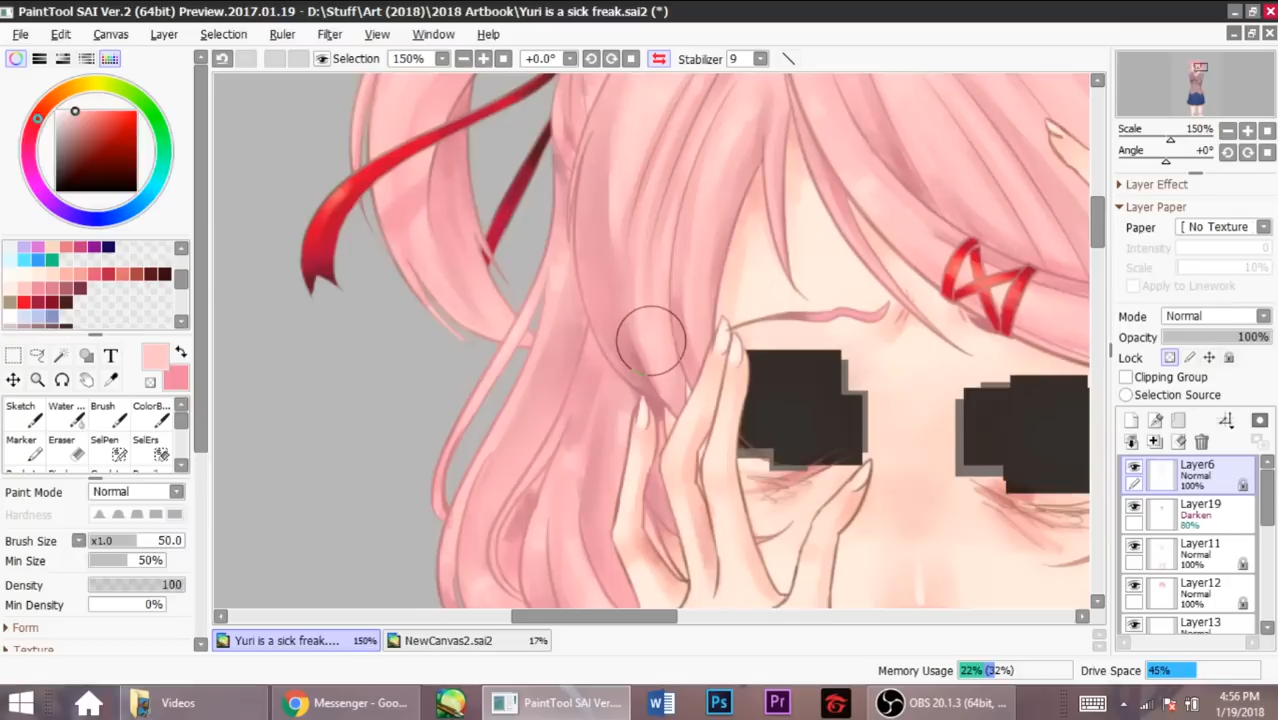 PaintTool SAI Ver.2 (64bit) Preview.2017.01.19 - D:\Stuff\Art (2018)\2018 Artbook\Yuri is a sick freak.sai2 (*)
File Edit Canvas Layer Selection Ruler Filter View Window Help
Selection 150% +0.0° Stabilizer 9
Scale 150%
Angle +0°
Layer Effect
Layer Paper
Paper [ No Texture
Intensity 0
Scale 10%
Apply to Linework
Mode Normal
Opacity 100%
Lock
Clipping Group
Selection Source
T
Sketch Water ... Brush ColorB...
Marker Eraser SelPen SelErs
Paint Mode Normal
Hardness
Brush Size x1.0 50.0
Min Size 50%
Density 100
Min Density 0%
Form
Texture
Layer6
Normal
100%
Layer19
Darken
80%
Layer11
Normal
100%
Layer12
Normal
100%
Layer13
Yuri is a sick freak.... 150% NewCanvas2.sai2 17%
Memory Usage 22% (32%) Drive Space 45%
Videos Messenger - Goo... PaintTool SAI Ver.... W Ps Pr OBS 20.1.3 (64bit, ...
4:56 PM
1/19/2018